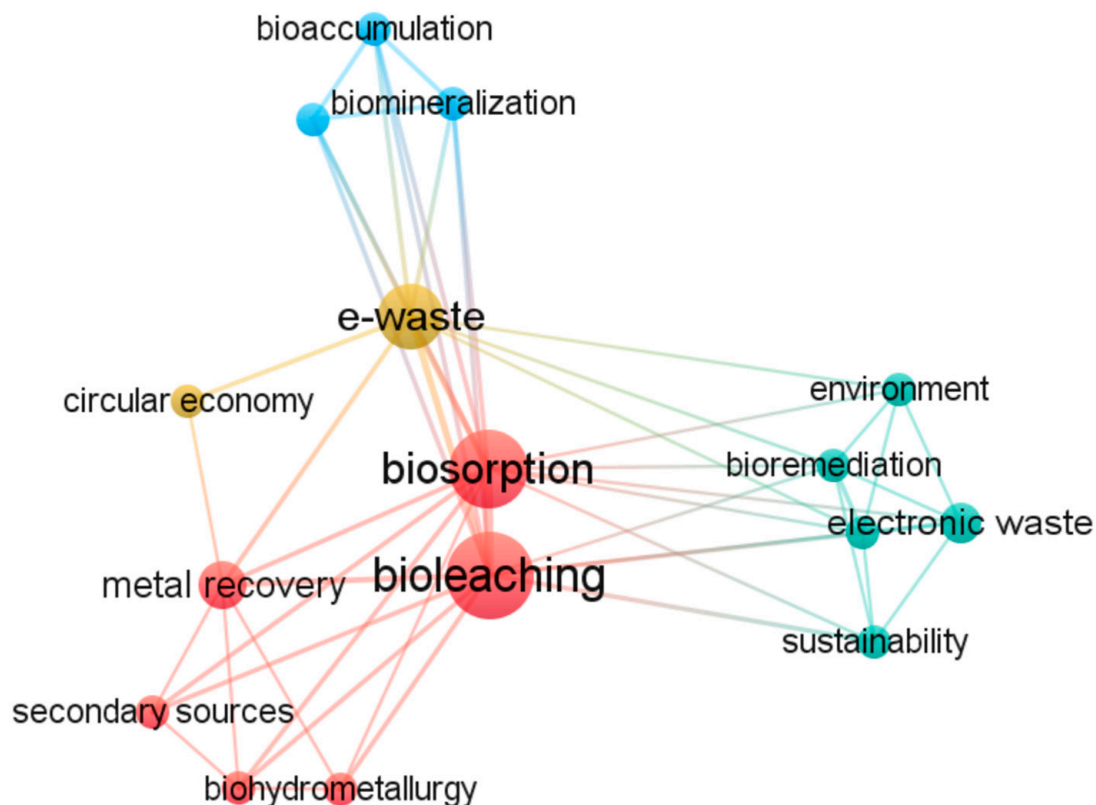 bioaccumulation
biomineralization
e-waste
circular economy
environment
biosorption
bioremediation
electronic waste
bioleaching
metal recovery
sustainability
secondary sources
biohydrometallurgy